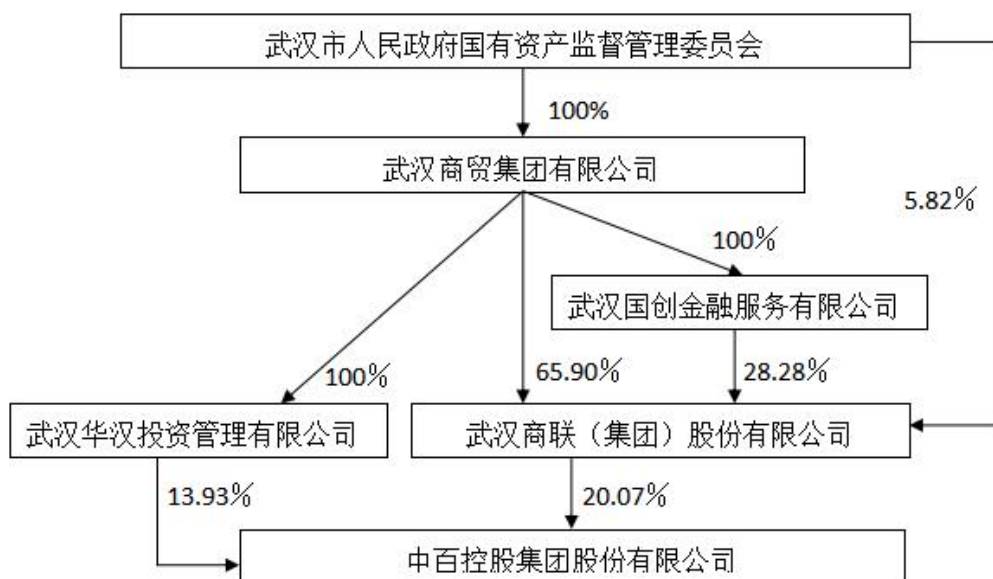 武汉市人民政府国有资产监督管理委员会
100%
武汉商贸集团有限公司
5.82%
100%
武汉国创金融服务有限公司
100%
65.90%
28.28%
武汉华汉投资管理有限公司
武汉商联（集团）股份有限公司
13.93%
20.07%
中百控股集团股份有限公司